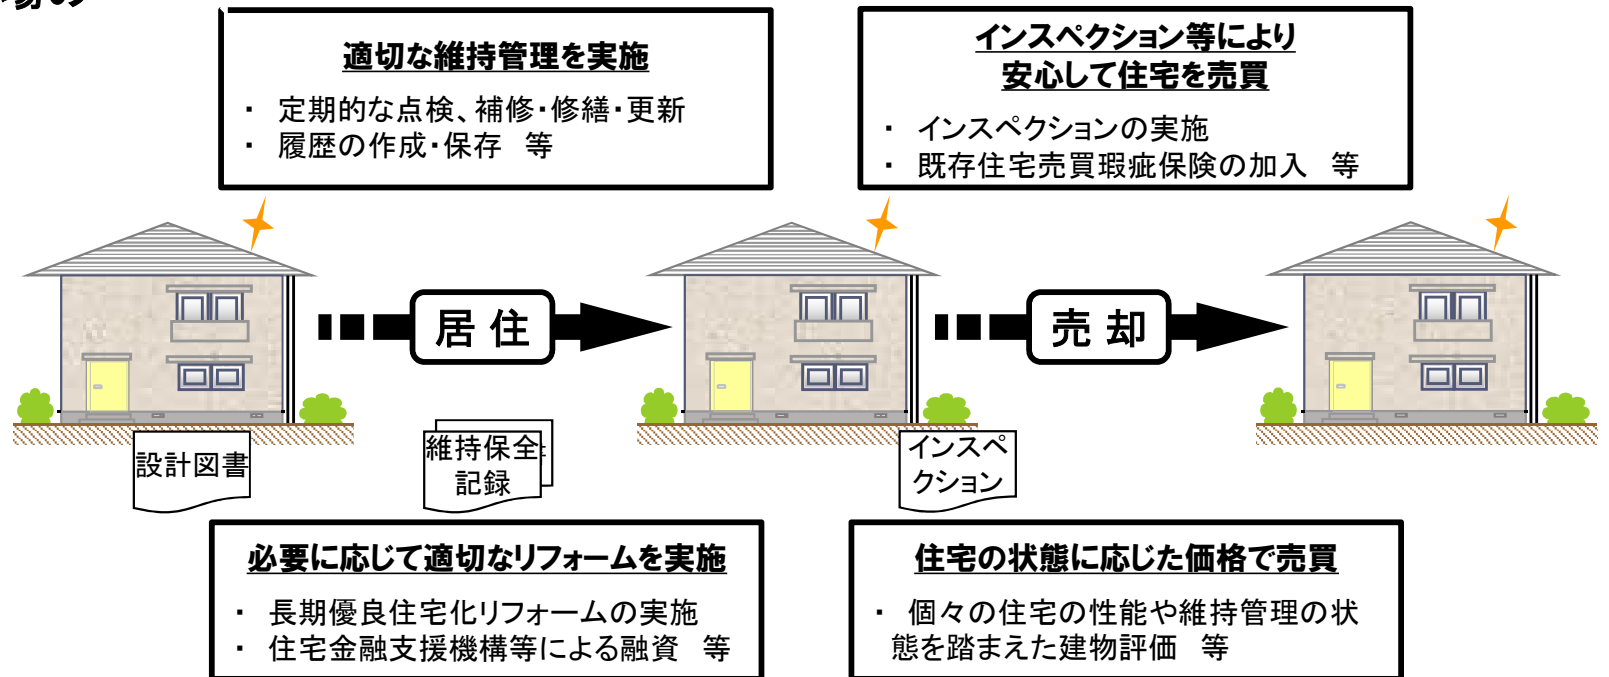 場の
適切な維持管理を実施
・ 定期的な点検、補修・修繕・更新
・ 履歴の作成・保存 等
インスペクション等により
安心して住宅を売買
・ インスペクションの実施
・ 既存住宅売買瑕疵保険の加入 等
居 住
売 却
設計図書
維持保全
記録
インスペ
クション
必要に応じて適切なリフォームを実施
・ 長期優良住宅化リフォームの実施
・ 住宅金融支援機構等による融資 等
住宅の状態に応じた価格で売買
・ 個々の住宅の性能や維持管理の状
態を踏まえた建物評価 等